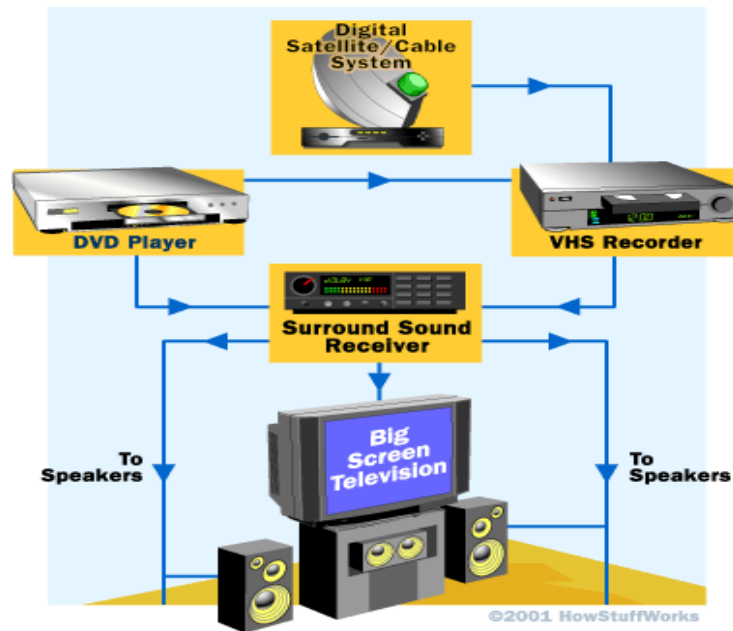 Digital
Satellite/Cable
System
DVD Player
VHS Recorder
Surround Sound
Receiver
Big
Screen
Television
To
Speakers
To
Speakers
©2001 HowStuffWorks